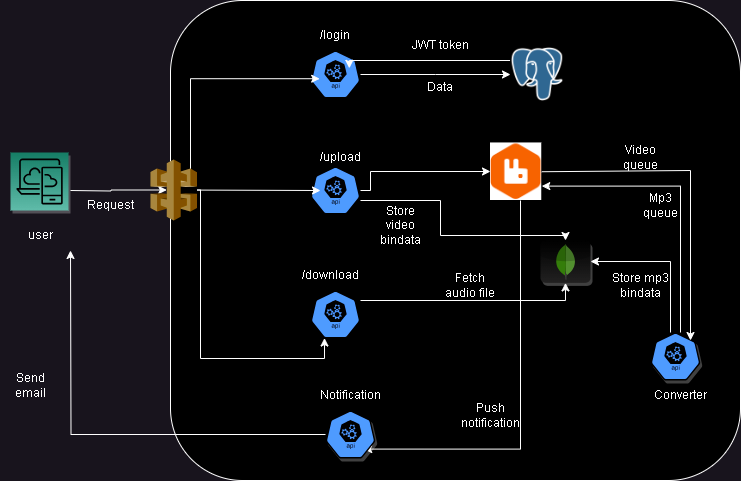 /login
JWT token
Data
api
/upload
Video
queue
Request
api
Mp3
queue
user
Store
video
bindata
/download
Fetch
audio file
Store mp3
bindata
api
api
Send
email
Notification
Converter
Push
notification
api